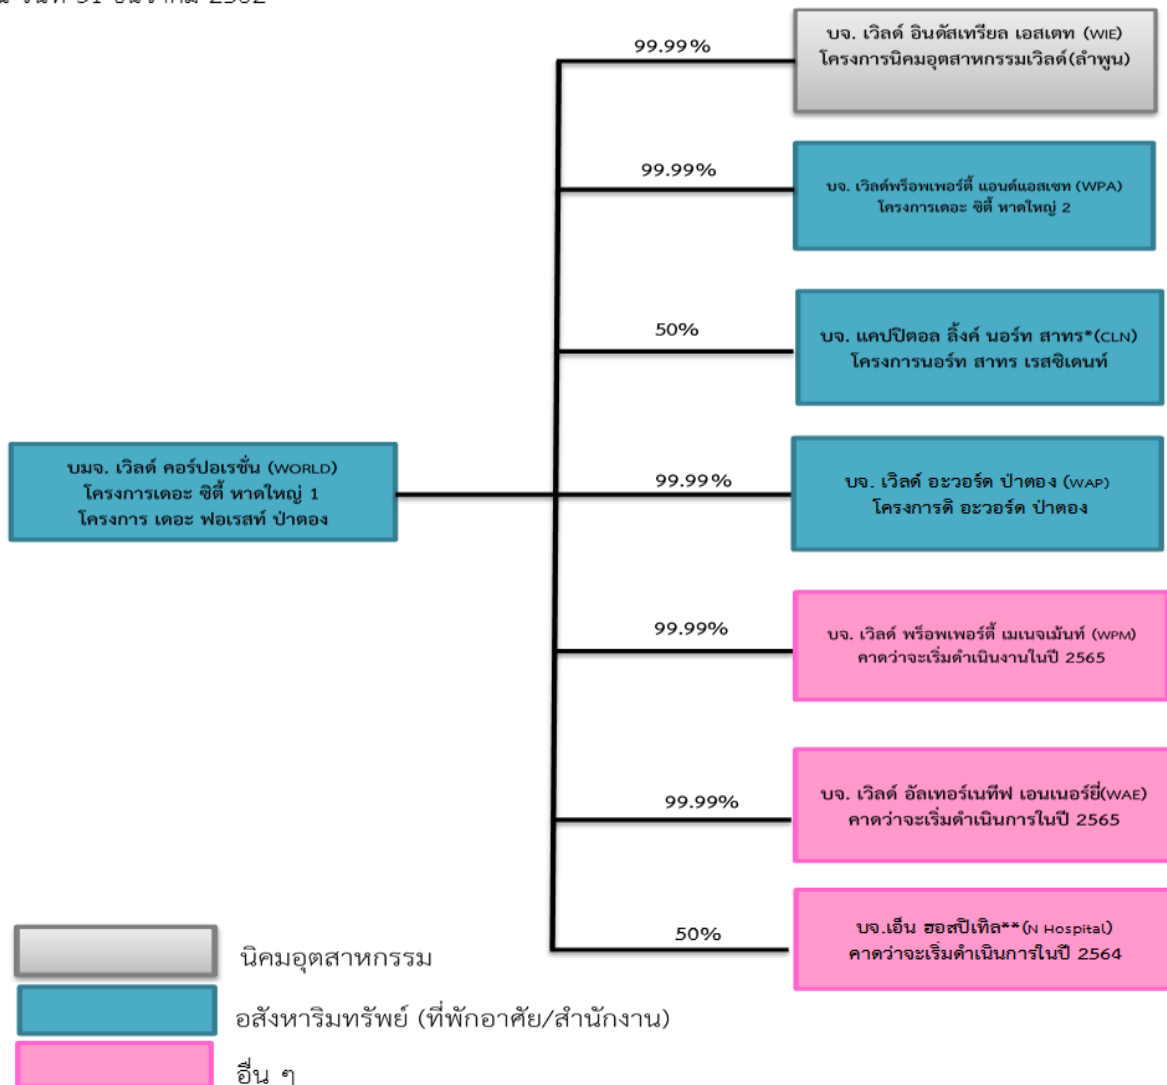 วันที่ 31 ธันวาคม 2562
99.99%
บจ. เวิลด์ อินดัสเทรียล เอสเตท (WIE)
โครงการนิคมอุตสาหกรรมเวิลด์(ลำพูน)
99.99%
บจ. เวิลด์พร็อพเพอร์ตี้ แอนด์แอสเซท (WPA)
โครงการเดอะ ซิตี้ หาดใหญ่ 2
50%
บจ. แคปปิตอล ลิ้งค์ นอร์ท สาทร*(CLN)
โครงการนอร์ท สาทร เรสซิเดนท์
บมจ. เวิลด์ คอร์ปอเรชั่น (WORLD)
โครงการเดอะ ซิตี้ หาดใหญ่ 1
โครงการ เดอะ ฟอเรสท์ ป่าตอง
99.99%
บจ. เวิลด์ อะวอร์ด ป่าตอง (WAP)
โครงการดิ อะวอร์ด ป่าตอง
99.99%
บจ. เวิลด์ พร็อพเพอร์ตี้ เมเนจเม้นท์ (WPM)
คาดว่าจะเริ่มดำเนินงานในปี 2565
99.99%
บจ. เวิลด์ อัลเทอร์เนทีฟ เอนเนอร์ยี่(WAE)
คาดว่าจะเริ่มดำเนินการในปี 2565
50%
บจ.เอ็น ฮอสปิเทิล**(N Hospital)
คาดว่าจะเริ่มดำเนินการในปี 2564
นิคมอุตสาหกรรม
อสังหาริมทรัพย์ (ที่พักอาศัย/สำนักงาน)
อื่น ๆ